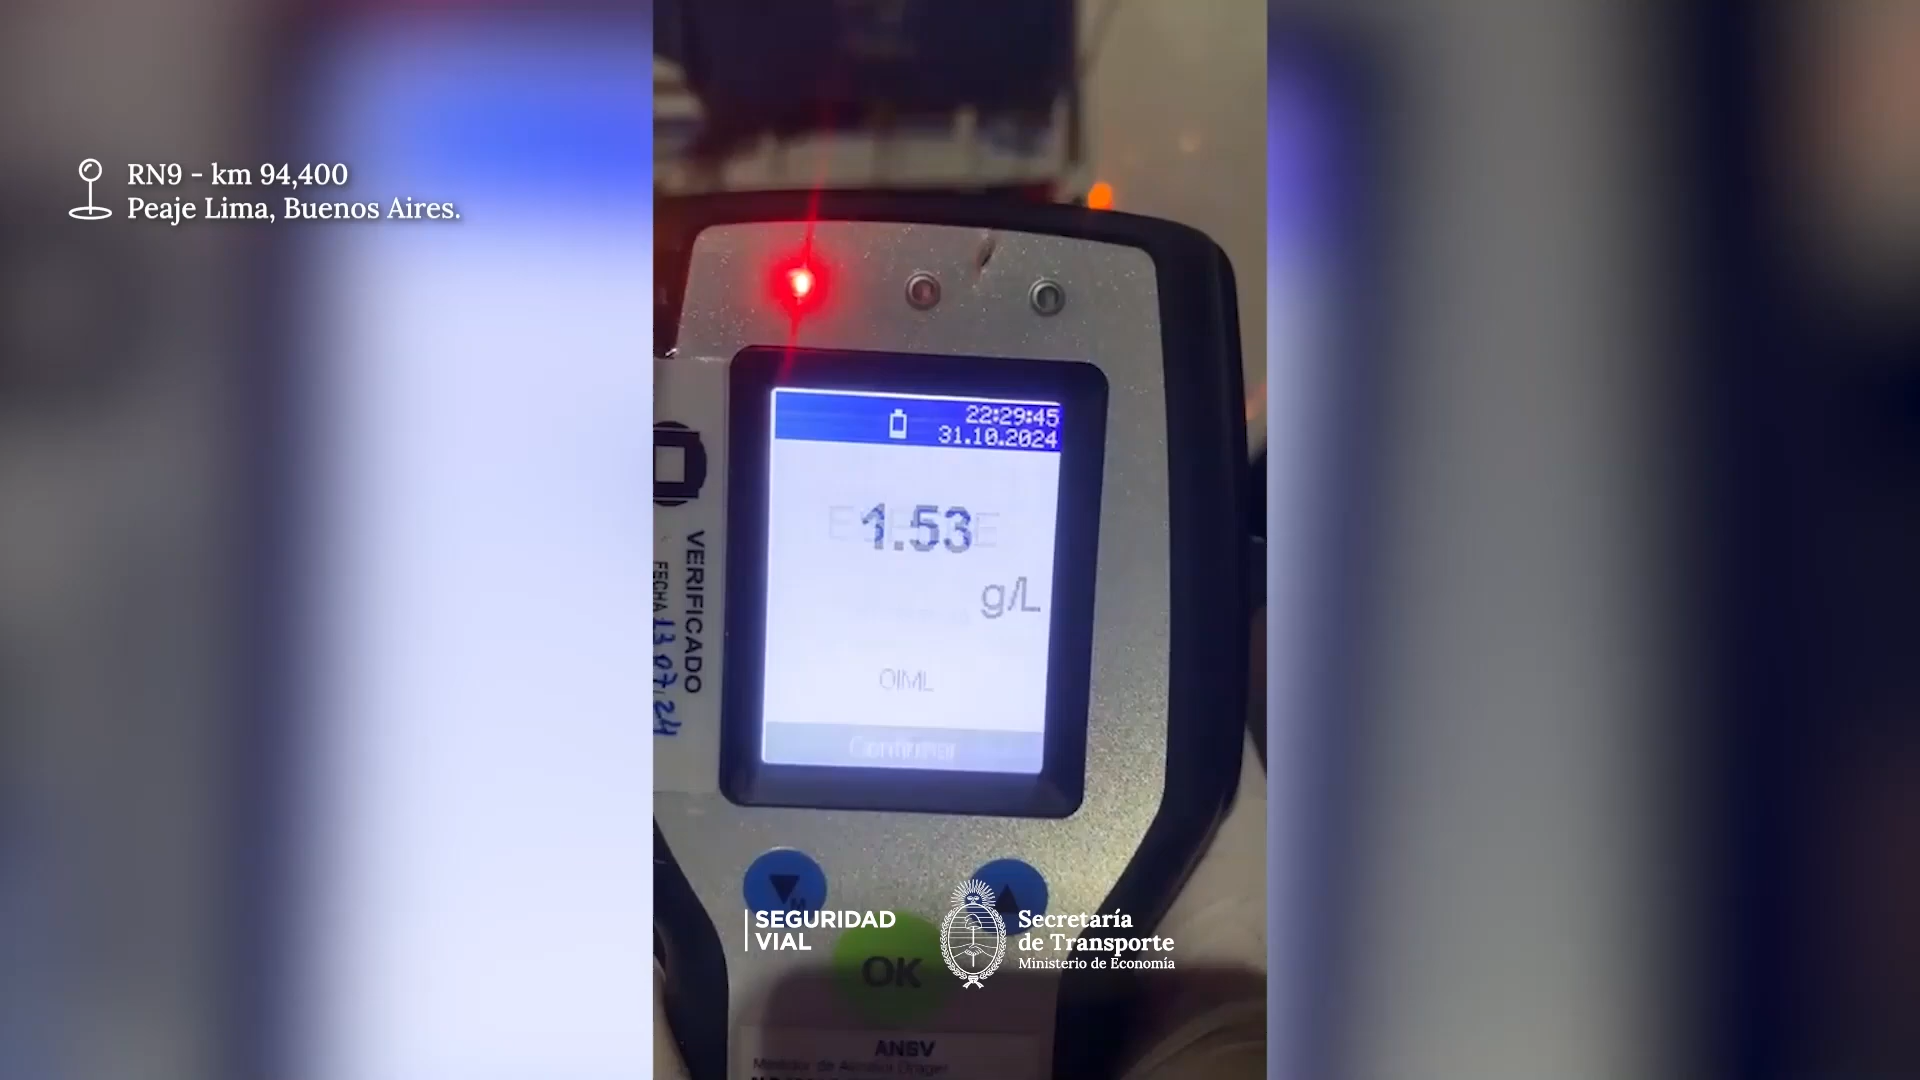 RN9 - km 94,400
Peaje Lima, Buenos Aires.
22:29:45
31.10.2024
1.53
g/L
OIML
VERIFICADO
FECHA 13 07 24
M
OK
SEGURIDAD
VIAL
Secretaría
de Transporte
Ministerio de Economía
ANSV